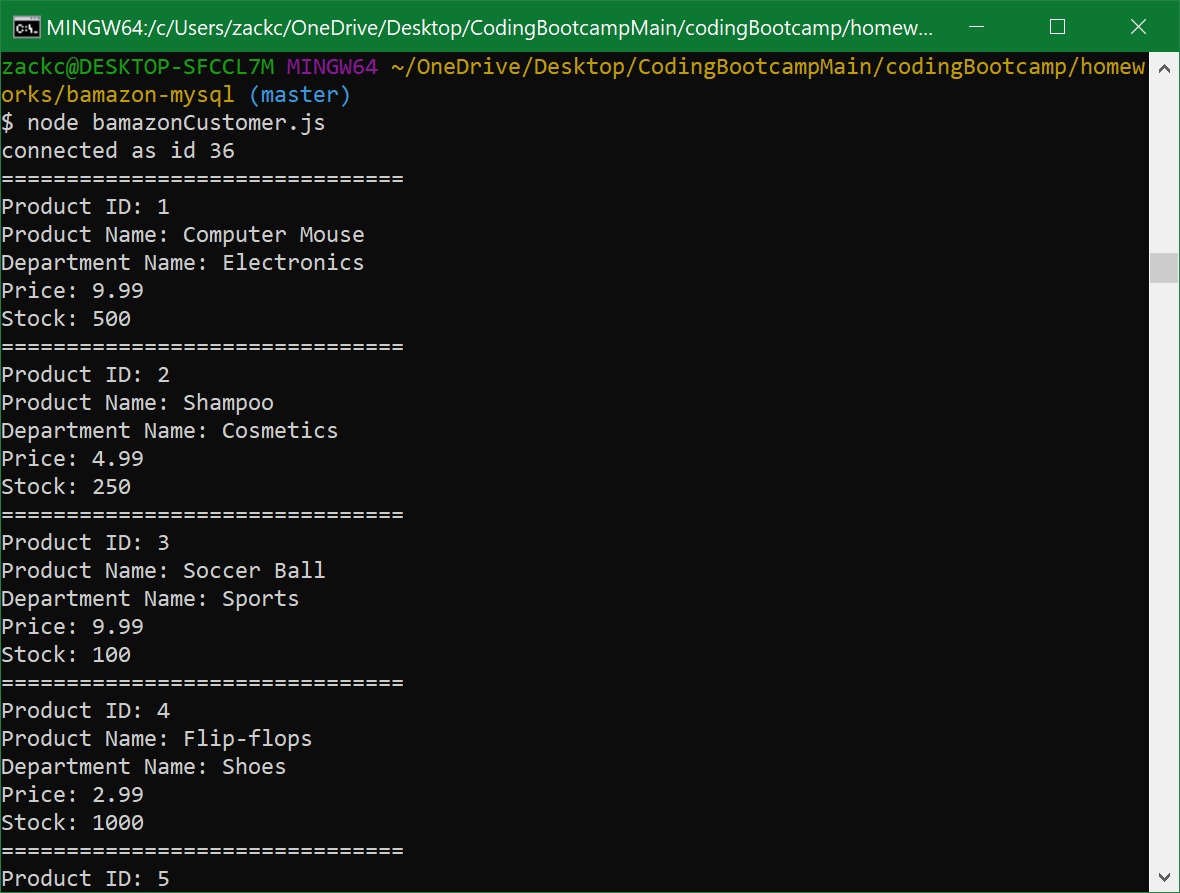 MINGW64:/c/Users/zackc/OneDrive/Desktop/CodingBootcampMain/codingBootcamp/homew...
zackc@DESKTOP-SFCCL7M MINGW64 ~/OneDrive/Desktop/CodingBootcampMain/codingBootcamp/homew
orks/bamazon-mysql (master)
$ node bamazonCustomer.js
connected as id 36
===============================
Product ID: 1
Product Name: Computer Mouse
Department Name: Electronics
Price: 9.99
Stock: 500
===============================
Product ID: 2
Product Name: Shampoo
Department Name: Cosmetics
Price: 4.99
Stock: 250
===============================
Product ID: 3
Product Name: Soccer Ball
Department Name: Sports
Price: 9.99
Stock: 100
===============================
Product ID: 4
Product Name: Flip-flops
Department Name: Shoes
Price: 2.99
Stock: 1000
===============================
Product ID: 5